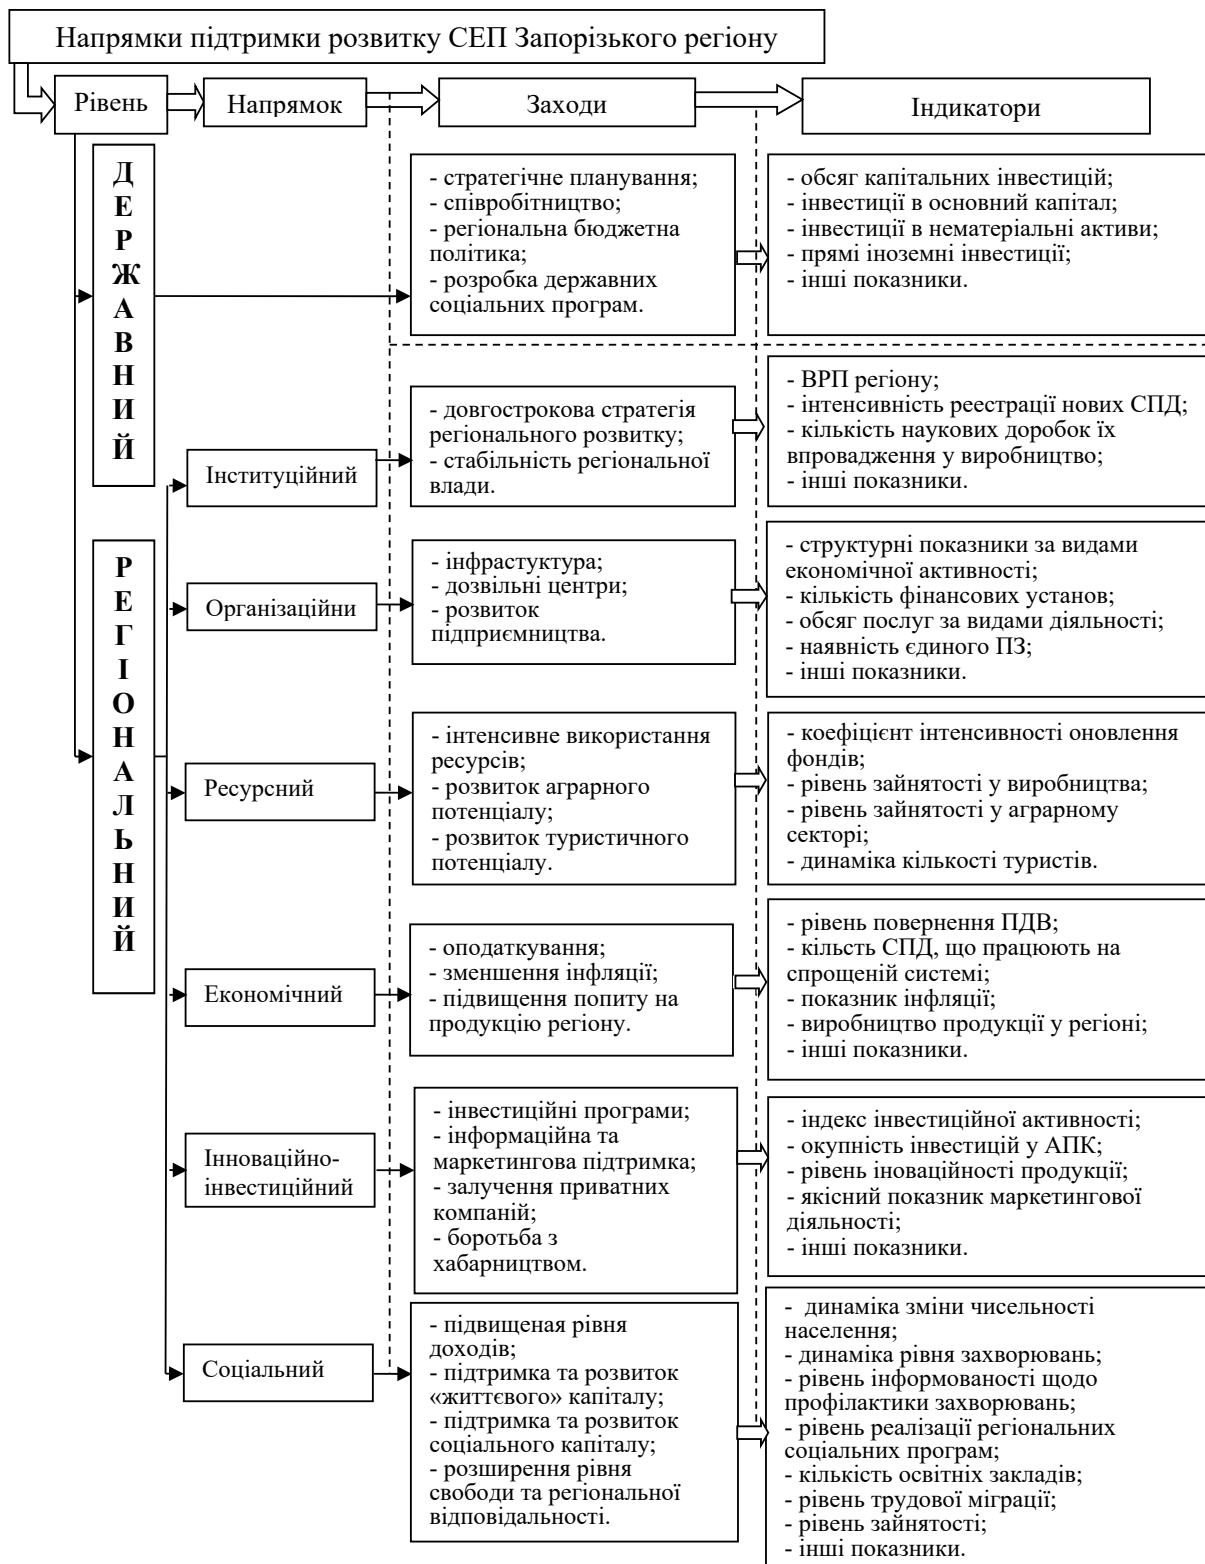 Напрямки підтримки розвитку СЕП Запорізького регіону
Рівень
Напрямок
Заходи
Індикатори
ДЕРЖАВНИЙ
- стратегічне планування;
- співробітництво;
- регіональна бюджетна
політика;
- розробка державних
соціальних програм.
- обсяг капітальних інвестицій;
- інвестиції в основний капітал;
- інвестиції в нематеріальні активи;
- прямі іноземні інвестиції;
- інші показники.
РЕГІОНАЛЬНИЙ
Інституційний
- довгострокова стратегія
регіонального розвитку;
- стабільність регіональної
влади.
- ВРП регіону;
- інтенсивність реестрації нових СПД;
- кількість наукових доробок їх
впровадження у виробництво;
- інші показники.
Організаційни
- інфрастуктура;
- дозвільні центри;
- розвиток
підприємництва.
- структурні показники за видами
економічної активності;
- кількість фінансових установ;
- обсяг послуг за видами діяльності;
- наявність єдиного ПЗ;
- інші показники.
Ресурсний
- інтенсивне використання
ресурсів;
- розвиток аграрного
потенціалу;
- розвиток туристичного
потенціалу.
- коефіцієнт інтенсивності оновлення
фондів;
- рівень зайнятості у виробництва;
- рівень зайнятості у аграрному
секторі;
- динаміка кількості туристів.
Економічний
- оподаткування;
- зменшення інфляції;
- підвищення попиту на
продукцію регіону.
- рівень повернення ПДВ;
- кільсть СПД, що працюють на
спрощеній системі;
- показник інфляції;
- виробництво продукції у регіоні;
- інші показники.
Інноваційно-
інвестиційний
- інвестиційні програми;
- інформаційна та
маркетингова підтримка;
- залучення приватних
компаній;
- боротьба з
хабарництвом.
- індекс інвестиційної активності;
- окупність інвестицій у АПК;
- рівень іноваційності продукції;
- якісний показник маркетингової
діяльності;
- інші показники.
Соціальний
- підвищеная рівня
доходів;
- підтримка та розвиток
«життєвого» капіталу;
- підтримка та розвиток
соціального капіталу;
- розширення рівня
свободи та регіональної
відповідальності.
- динаміка зміни чисельності
населення;
- динаміка рівня захворювань;
- рівень інформованості щодо
профілактики захворювань;
- рівень реалізації регіональних
соціальних програм;
- кількість освітніх закладів;
- рівень трудової міграції;
- рівень зайнятості;
- інші показники.